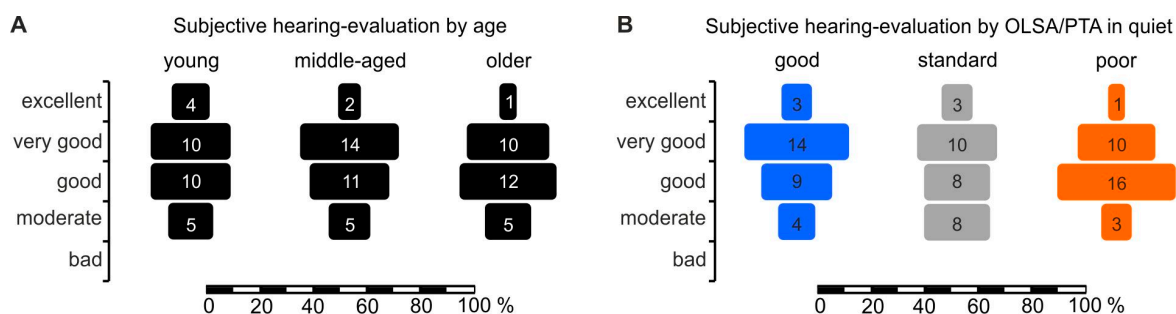 A Subjective hearing-evaluation by age
young middle-aged older
excellent 4 2 1
very good 10 14 10
good 10 11 12
moderate 5 5 5
bad
0 20 40 60 80 100 %
B Subjective hearing-evaluation by OLSA/PTA in quiet
good standard poor
excellent 3 3 1
very good 14 10 10
good 9 8 16
moderate 4 8 3
bad
0 20 40 60 80 100 %